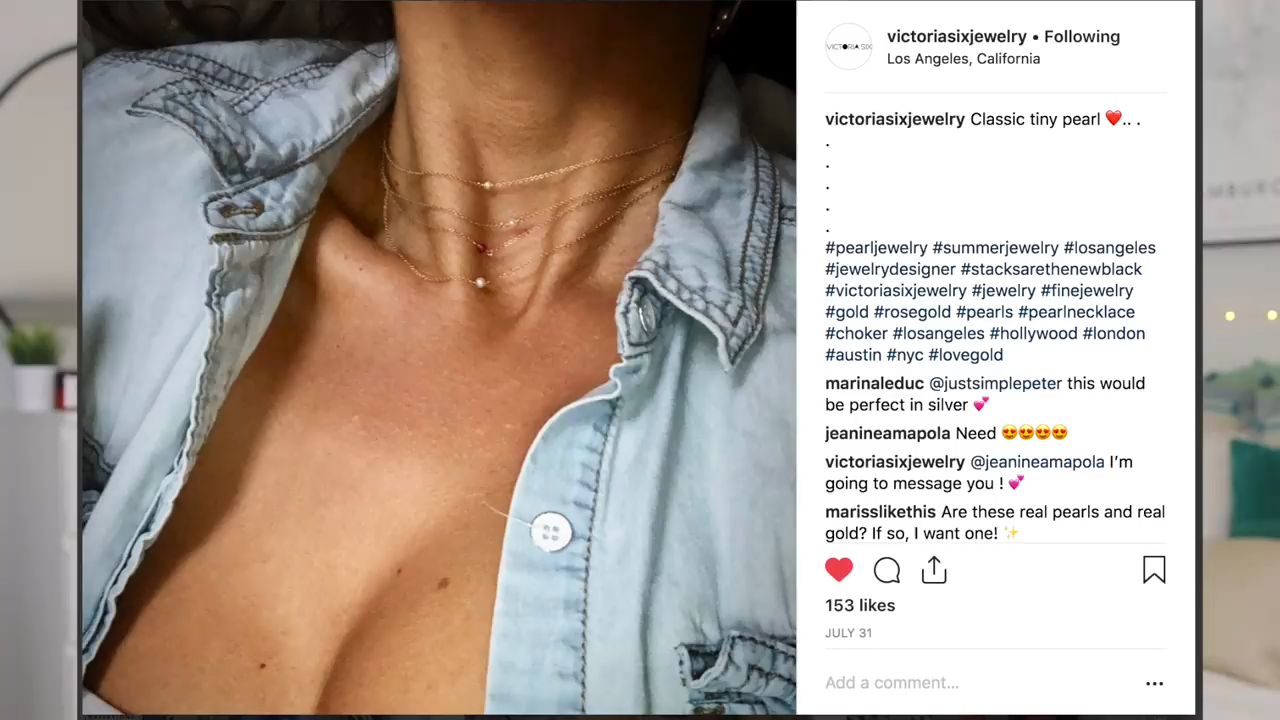 VICTORIA SIX
victoriasixjewelry • Following
Los Angeles, California
victoriasixjewelry Classic tiny pearl ❤️.. .
.
.
.
.
.
#pearljewelry #summerjewelry #losangeles
#jewelrydesigner #stacksarethenewblack
#victoriasixjewelry #jewelry #finejewelry
#gold #rosegold #pearls #pearlnecklace
#choker #losangeles #hollywood #london
#austin #nyc #lovegold
marinaleduc @justsimplepeter this would
be perfect in silver 💕
jeanineamapola Need 😍😍😍😍
victoriasixjewelry @jeanineamapola I’m
going to message you ! 💕
marisslikethis Are these real pearls and real
gold? If so, I want one! ✨
153 likes
JULY 31
Add a comment...